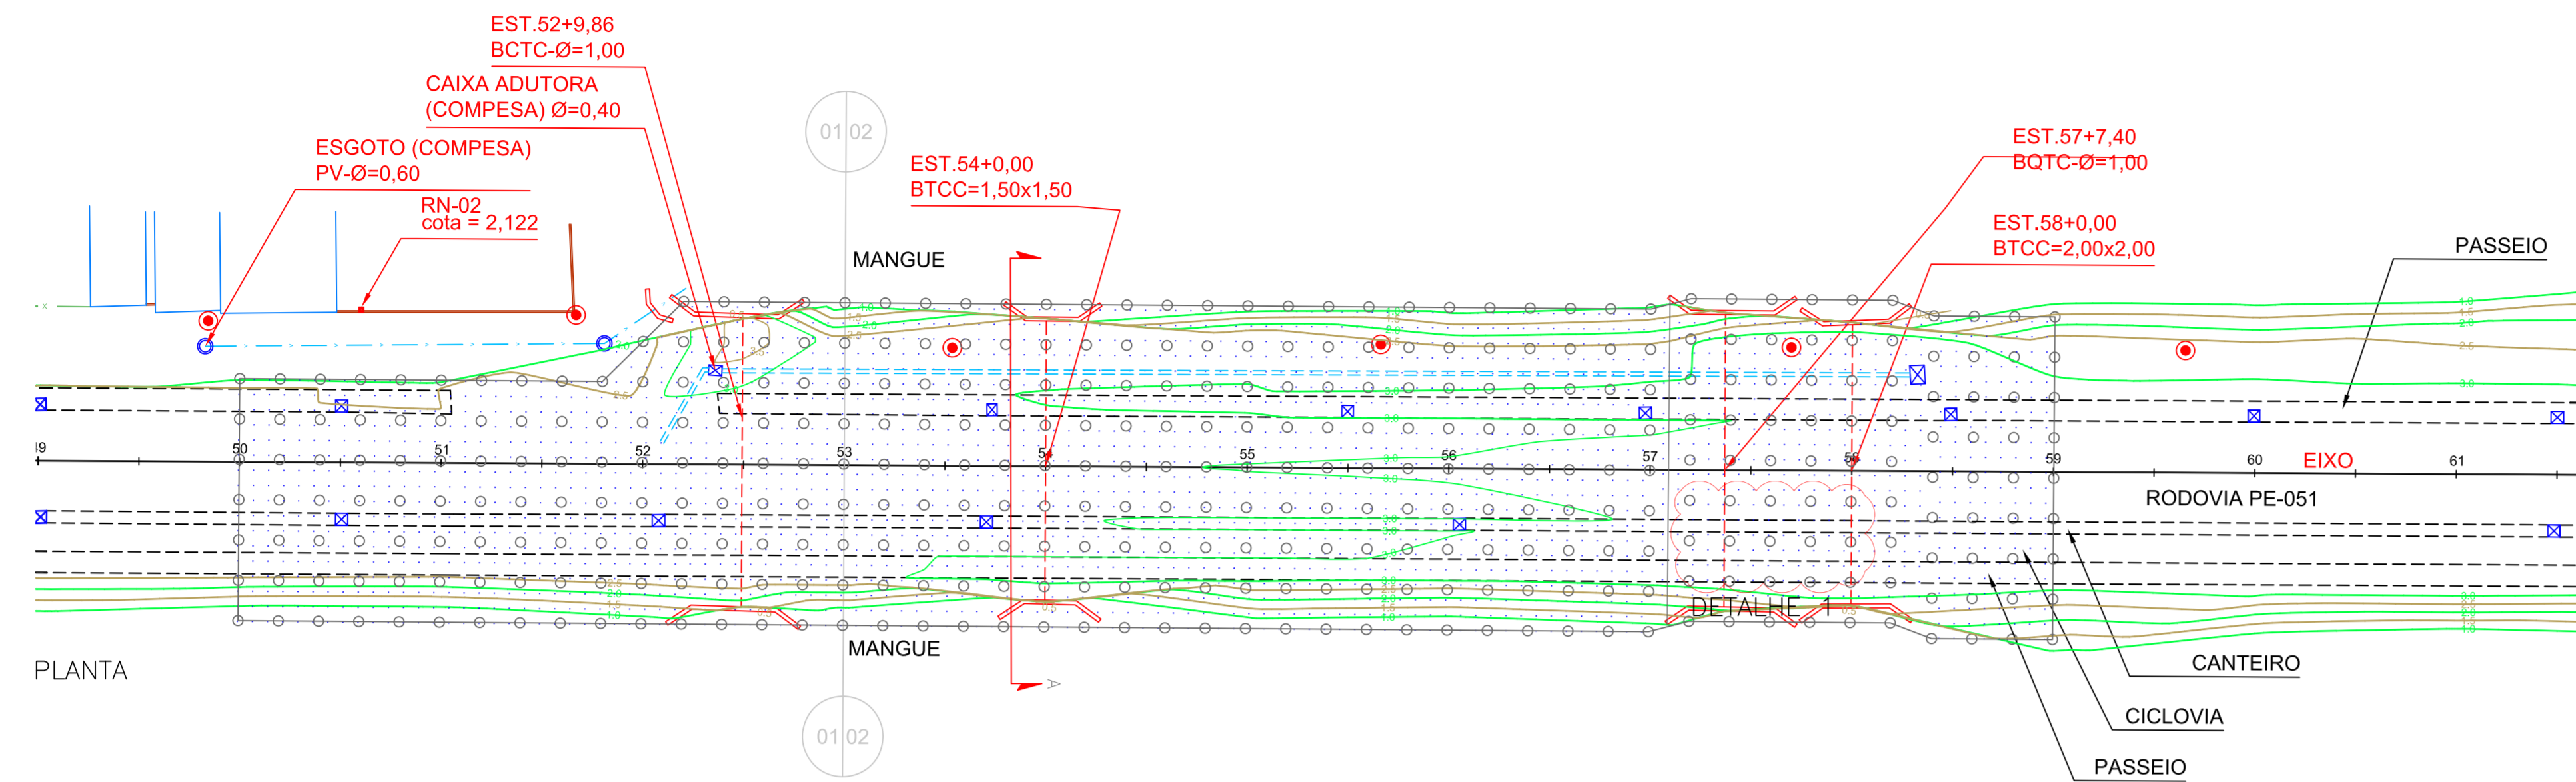 EST.52+9,86
BCTC-Ø=1,00
CAIXA ADUTORA
(COMPESA) Ø=0,40
ESGOTO (COMPESA)
PV-Ø=0,60
RN-02
cota = 2,122
01 02
EST.54+0,00
BTCC=1,50x1,50
EST.57+7,40
BQTC-Ø=1,00
EST.58+0,00
BTCC=2,00x2,00
PASSEIO
MANGUE
x
50
51
52
53
54
55
56
57
58
59
60
61
EIXO
RODOVIA PE-051
DETALHE 1
MANGUE
A
PLANTA
CANTEIRO
CICLOVIA
PASSEIO
01 02